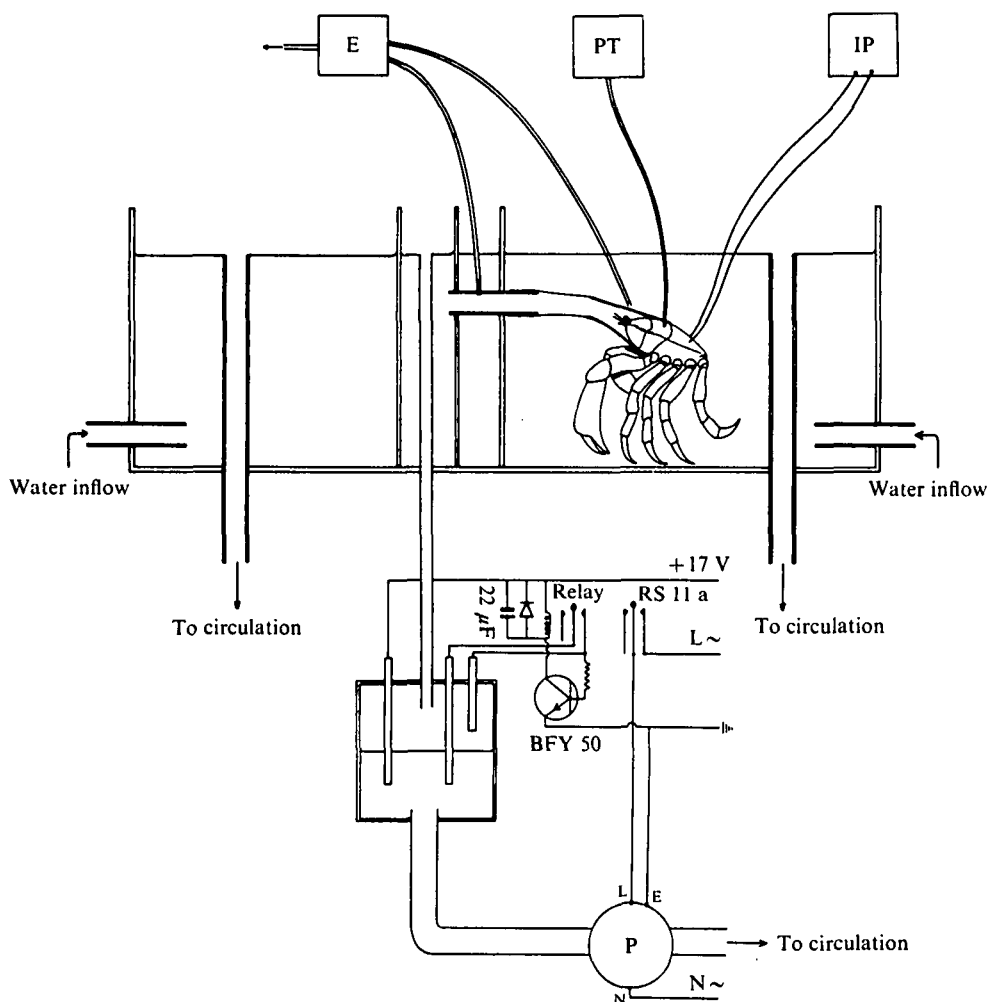 E
PT
IP
Water inflow
Water inflow
To circulation
To circulation
+17 V
22 µF
Relay
RS 11 a
L~
BFY 50
L
E
P
To circulation
N
N~